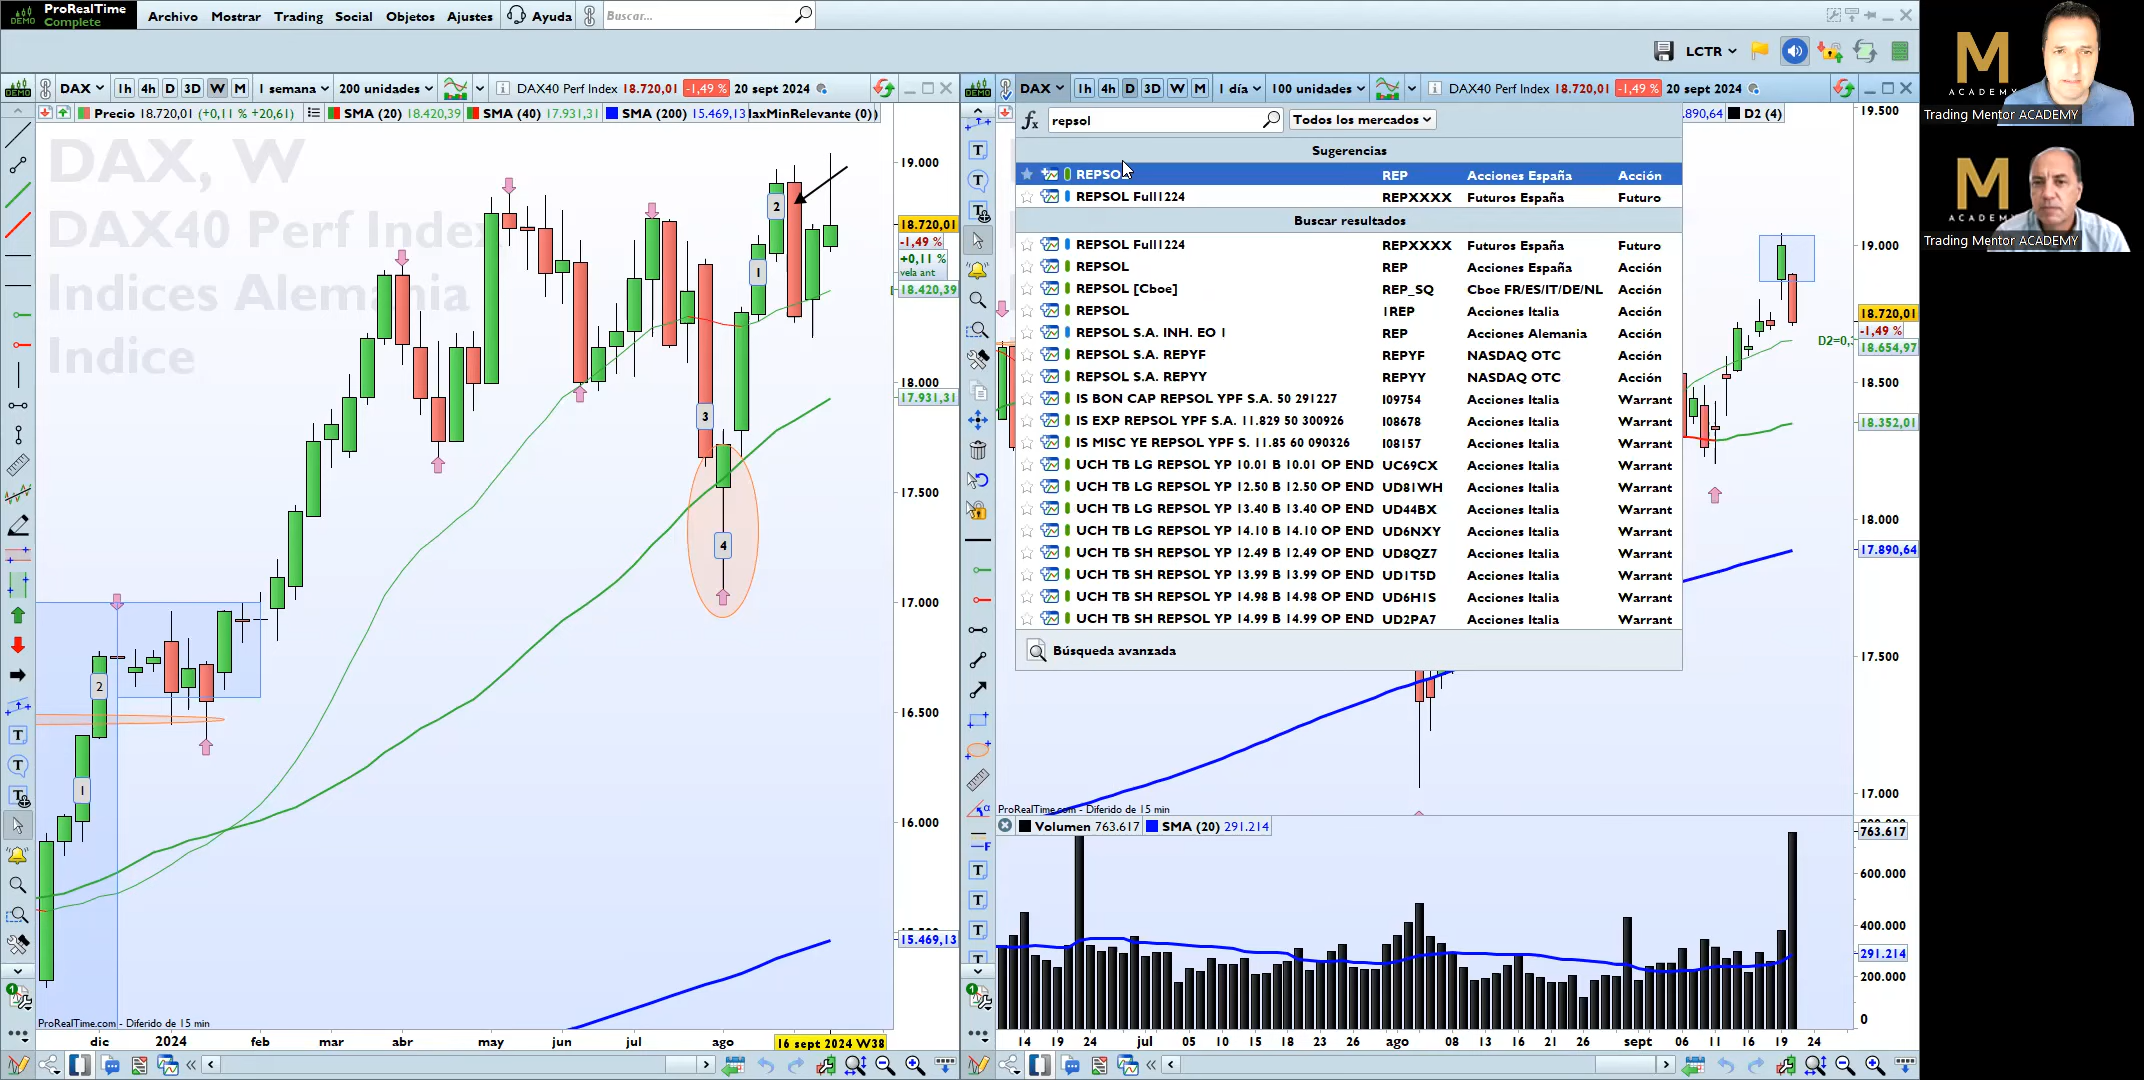 ProRealTime
DEMO Complete
Archivo Mostrar Trading Social Objetos Ajustes Ayuda Buscar...
LCTR
DEMO DAX 1h 4h D 3D W M 1 semana 200 unidades DAX40 Perf Index 18.720,01 -1,49 % 20 sept 2024
Precio 18.720,01 (+0,11 % +20,61) SMA (20) 18.420,39 SMA (40) 17.931,31 SMA (200) 15.469,13 laxMinRelevante (0))
DAX, W
DAX40 Perf Index
Indices Alemania
Indice
19.000
18.720,01
-1,49 %
+0,11 %
vela ant
18.420,39
18.000
17.931,31
17.500
17.000
16.500
16.000
15.469,13
1
2
3
4
1
2
ProRealTime.com - Diferido de 15 min
dic 2024 feb mar abr may jun jul ago 16 sept 2024 W38
DEMO DAX 1h 4h D 3D W M 1 día 100 unidades DAX40 Perf Index 18.720,01 -1,49 % 20 sept 2024
fx repsol Todos los mercados
.890,64 D2 (4)
Sugerencias
REPSOL REP Acciones España Acción
REPSOL Full1224 REPXXXX Futuros España Futuro
Buscar resultados
REPSOL Full1224 REPXXXX Futuros España Futuro
REPSOL REP Acciones España Acción
REPSOL [Cboe] REP_SQ Cboe FR/ES/IT/DE/NL Acción
REPSOL 1REP Acciones Italia Acción
REPSOL S.A. INH. EO 1 REP Acciones Alemania Acción
REPSOL S.A. REPYF REPYF NASDAQ OTC Acción
REPSOL S.A. REPYY REPYY NASDAQ OTC Acción
IS BON CAP REPSOL YPF S.A. 50 291227 I09754 Acciones Italia Warrant
IS EXP REPSOL YPF S.A. 11.829 50 300926 I08678 Acciones Italia Warrant
IS MISC YE REPSOL YPF S. 11.85 60 090326 I08157 Acciones Italia Warrant
UCH TB LG REPSOL YP 10.01 B 10.01 OP END UC69CX Acciones Italia Warrant
UCH TB LG REPSOL YP 12.50 B 12.50 OP END UD81WH Acciones Italia Warrant
UCH TB LG REPSOL YP 13.40 B 13.40 OP END UD44BX Acciones Italia Warrant
UCH TB LG REPSOL YP 14.10 B 14.10 OP END UD6NXY Acciones Italia Warrant
UCH TB SH REPSOL YP 12.49 B 12.49 OP END UD8QZ7 Acciones Italia Warrant
UCH TB SH REPSOL YP 13.99 B 13.99 OP END UD1T5D Acciones Italia Warrant
UCH TB SH REPSOL YP 14.98 B 14.98 OP END UD6H1S Acciones Italia Warrant
UCH TB SH REPSOL YP 14.99 B 14.99 OP END UD2PA7 Acciones Italia Warrant
Búsqueda avanzada
19.500
19.000
18.720,01
-1,49 %
D2=0,
18.654,97
18.500
18.352,01
18.000
17.890,64
17.500
17.000
ProRealTime.com - Diferido de 15 min
Volumen 763.617 SMA (20) 291.214
763.617
600.000
400.000
291.214
200.000
0
14 19 24 jul 05 10 15 18 23 26 ago 08 13 16 21 26 sept 06 11 16 19 24
M
ACADEMY
Trading Mentor ACADEMY
M
ACADEMY
Trading Mentor ACADEMY